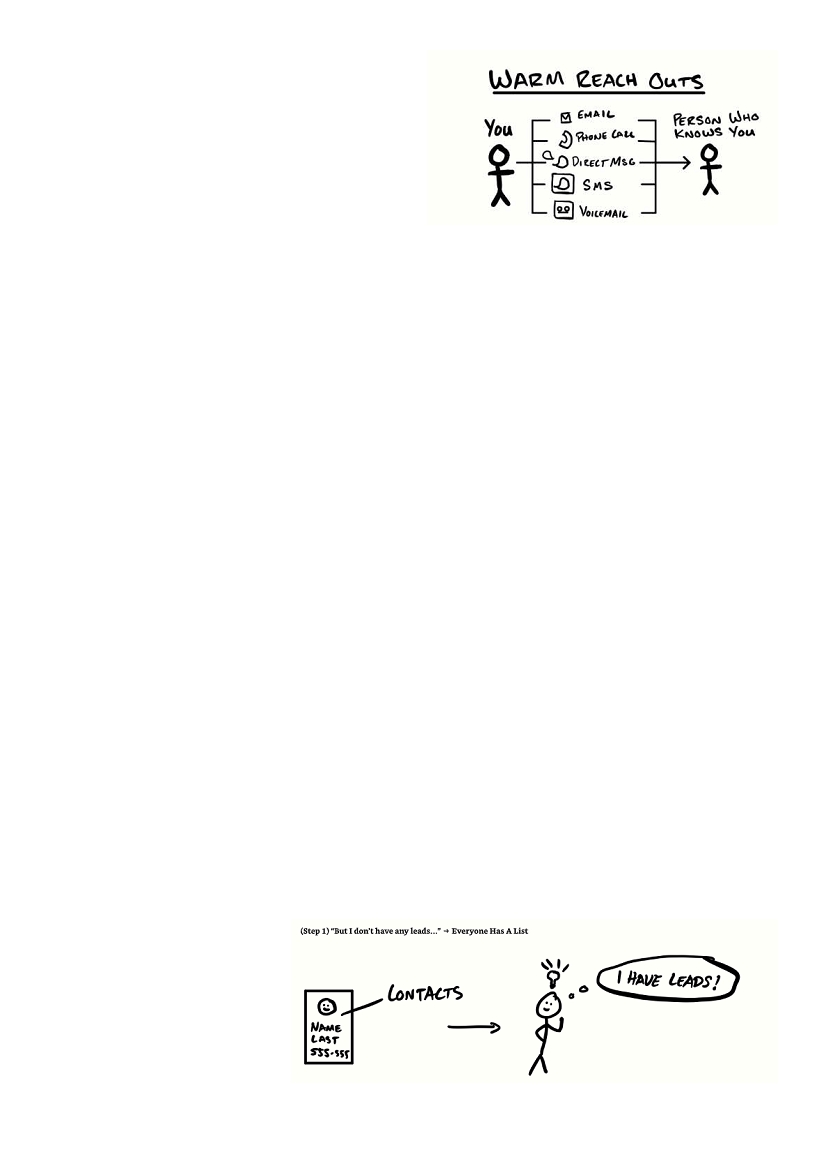 WARM REACH OUTS
You
EMAIL
PHONE CALL
DIRECT MSG
SMS
VOICEMAIL
PERSON WHO
KNOWS YOU
(Step 1) “But I don't have any leads...” → Everyone Has A List
CONTACTS
NAME
LAST
555-555
I HAVE LEADS!